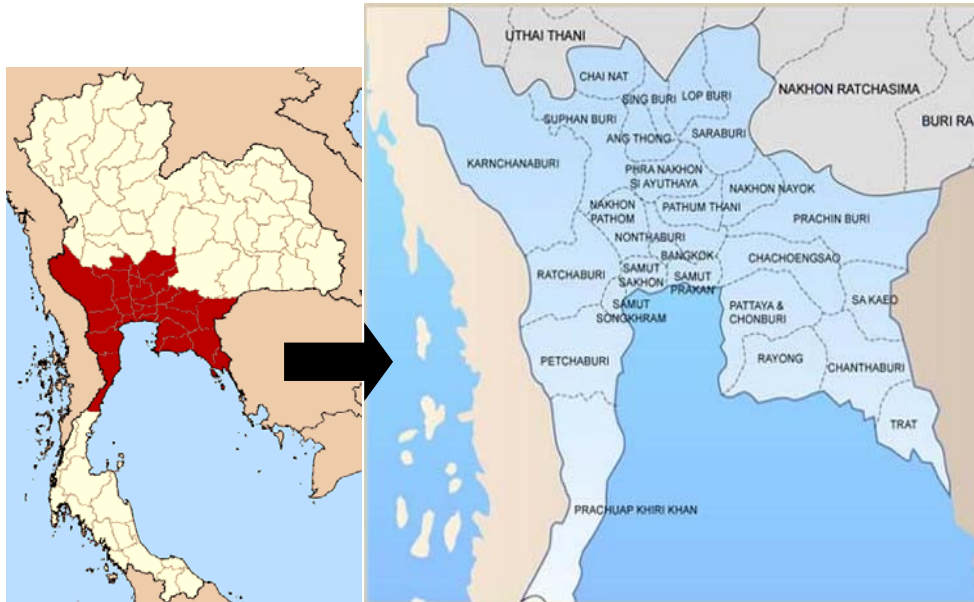 UTHAI THANI
CHAI NAT
SING BURI
LOP BURI
NAKHON RATCHASIMA
BURI RA
SUPHAN BURI
ANG THONG
SARABURI
KARNCHANABURI
PHRA NAKHON
SI AYUTHAYA
NAKHON NAYOK
NAKHON
PATHOM
PATHUM THANI
PRACHIN BURI
NONTHABURI
BANGKOK
CHACHOENGSAO
RATCHABURI
SAMUT
SAKHON
SAMUT
PRAKAN
SAMUT
SONGKHRAM
PATTAYA &
CHONBURI
SA KAEO
PETCHABURI
RAYONG
CHANTHABURI
TRAT
PRACHUAP KHIRI KHAN